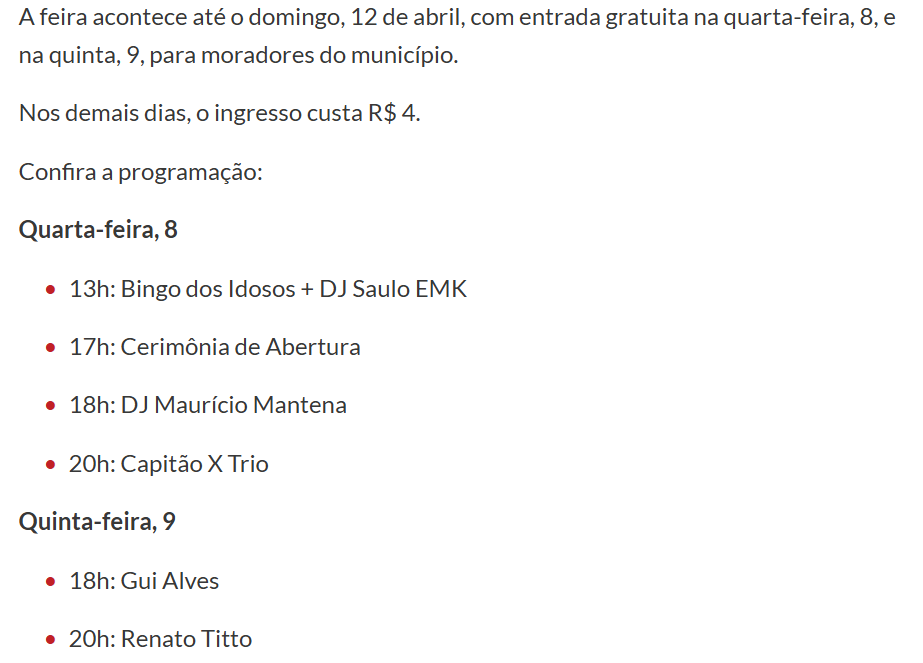 A feira acontece até o domingo, 12 de abril, com entrada gratuita na quarta-feira, 8, e
na quinta, 9, para moradores do município.
Nos demais dias, o ingresso custa R$ 4.
Confira a programação:
Quarta-feira, 8
• 13h: Bingo dos Idosos + DJ Saulo EMK
• 17h: Cerimônia de Abertura
• 18h: DJ Maurício Mantena
• 20h: Capitão X Trio
Quinta-feira, 9
• 18h: Gui Alves
• 20h: Renato Titto